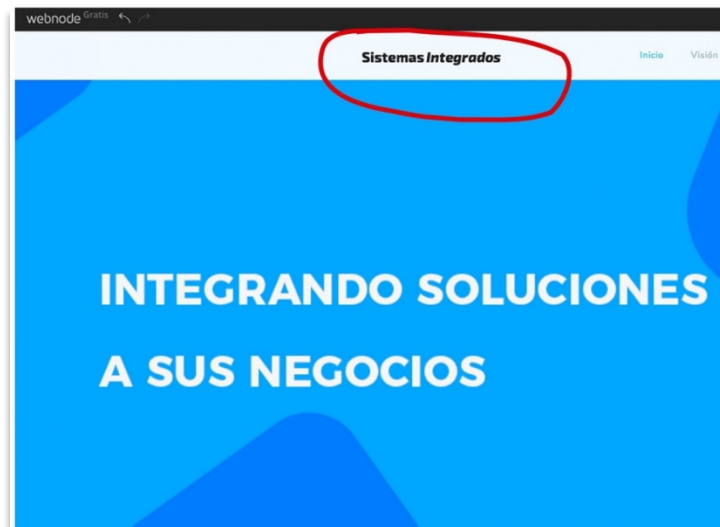 webnode Gratis
Sistemas Integrados
Inicio Visión
INTEGRANDO SOLUCIONES
A SUS NEGOCIOS